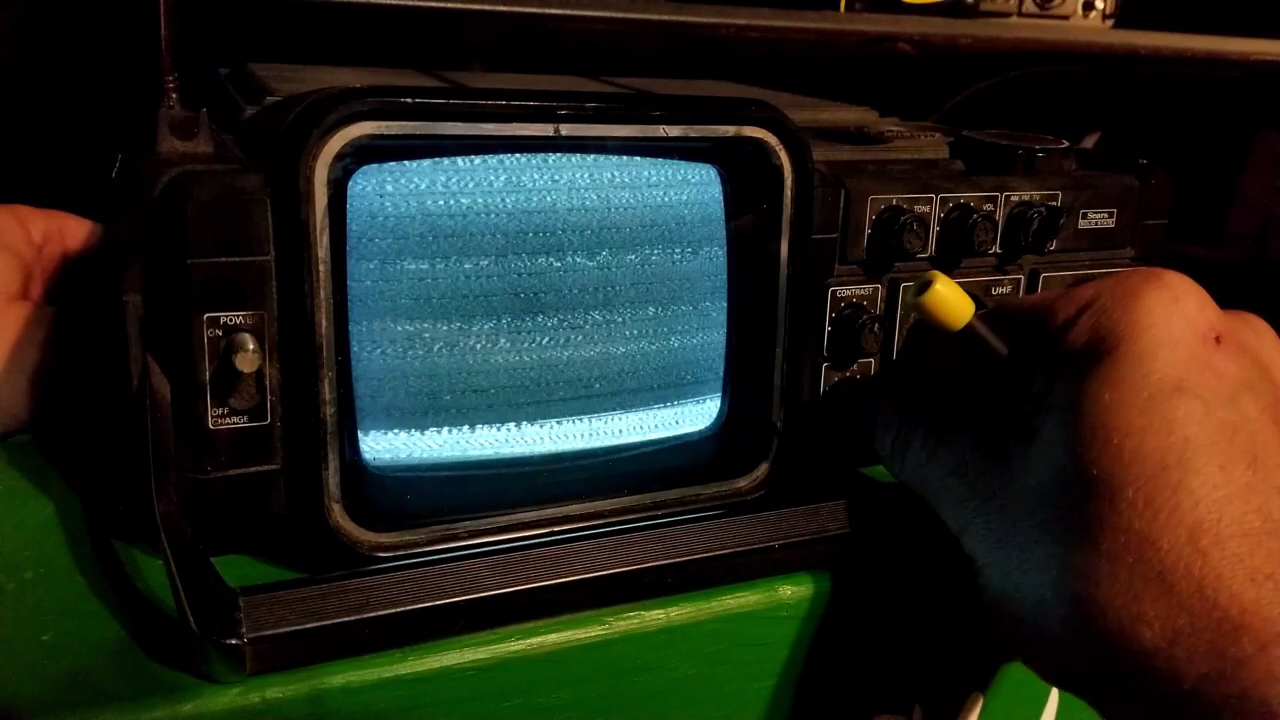 POWER
ON
OFF
CHARGE
TONE
VOL
AM FM TV
Sears
SOLID STATE
CONTRAST
UHF